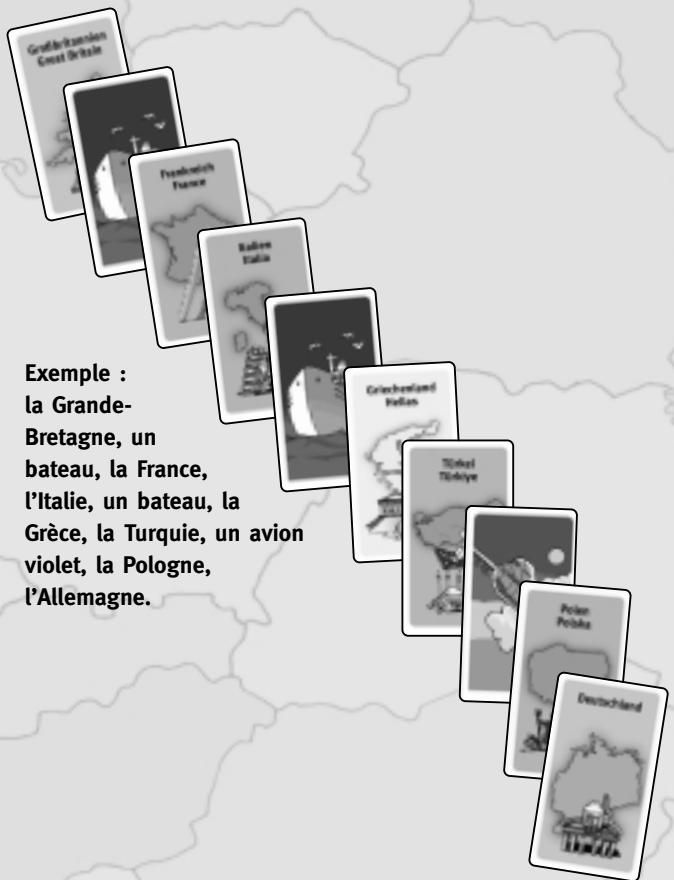 Großbritannien
Great Britain
Frankreich
France
Italien
Italia
Exemple :
la Grande-
Bretagne, un
bateau, la France,
l'Italie, un bateau, la
Grèce, la Turquie, un avion
violet, la Pologne,
l'Allemagne.
Griechenland
Hellas
Türkei
Türkiye
Polen
Polska
Deutschland